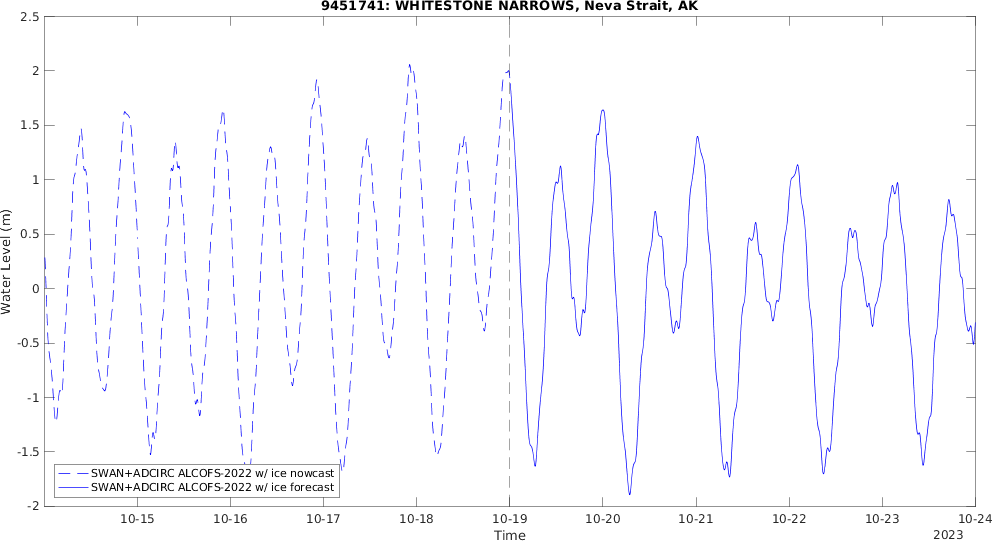 9451741: WHITESTONE NARROWS, Neva Strait, AK
2.5
2
1.5
1
0.5
0
-0.5
-1
-1.5
-2
Water Level (m)
SWAN+ADCIRC ALCOFS-2022 w/ ice nowcast
SWAN+ADCIRC ALCOFS-2022 w/ ice forecast
10-15 10-16 10-17 10-18 10-19 10-20 10-21 10-22 10-23 10-24
Time
2023